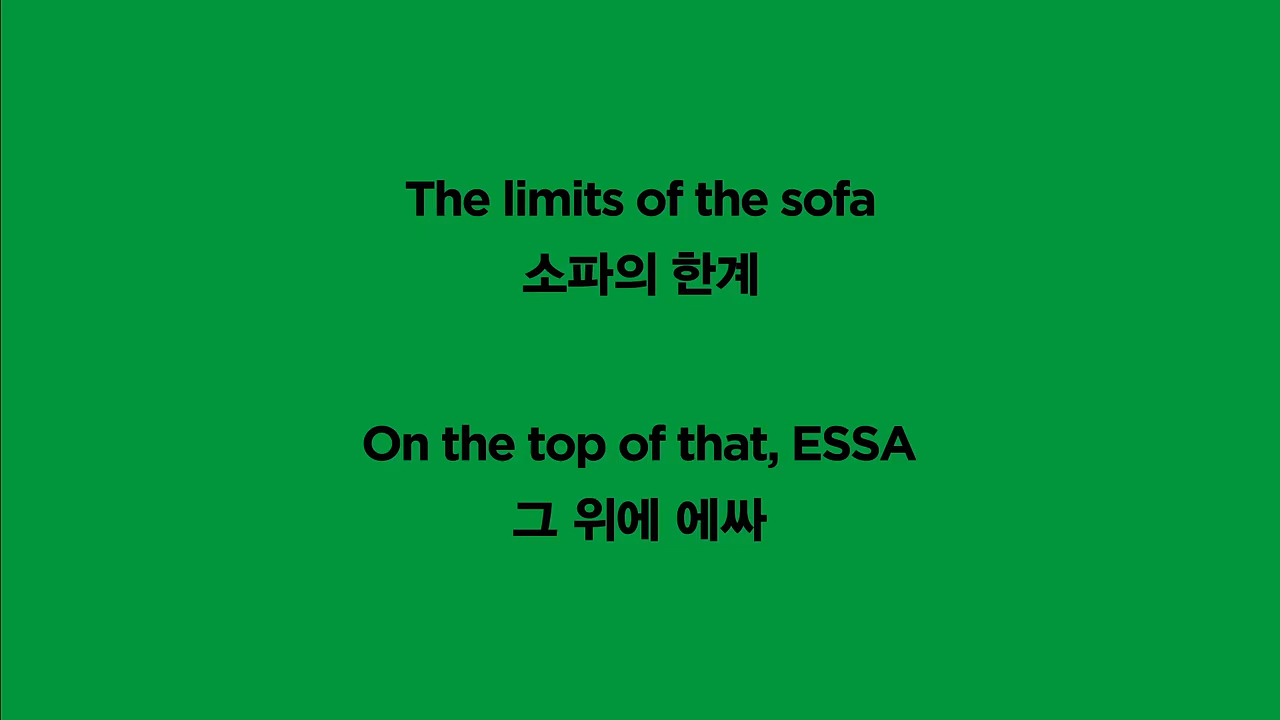 The limits of the sofa
소파의 한계
On the top of that, ESSA
그 위에 에싸